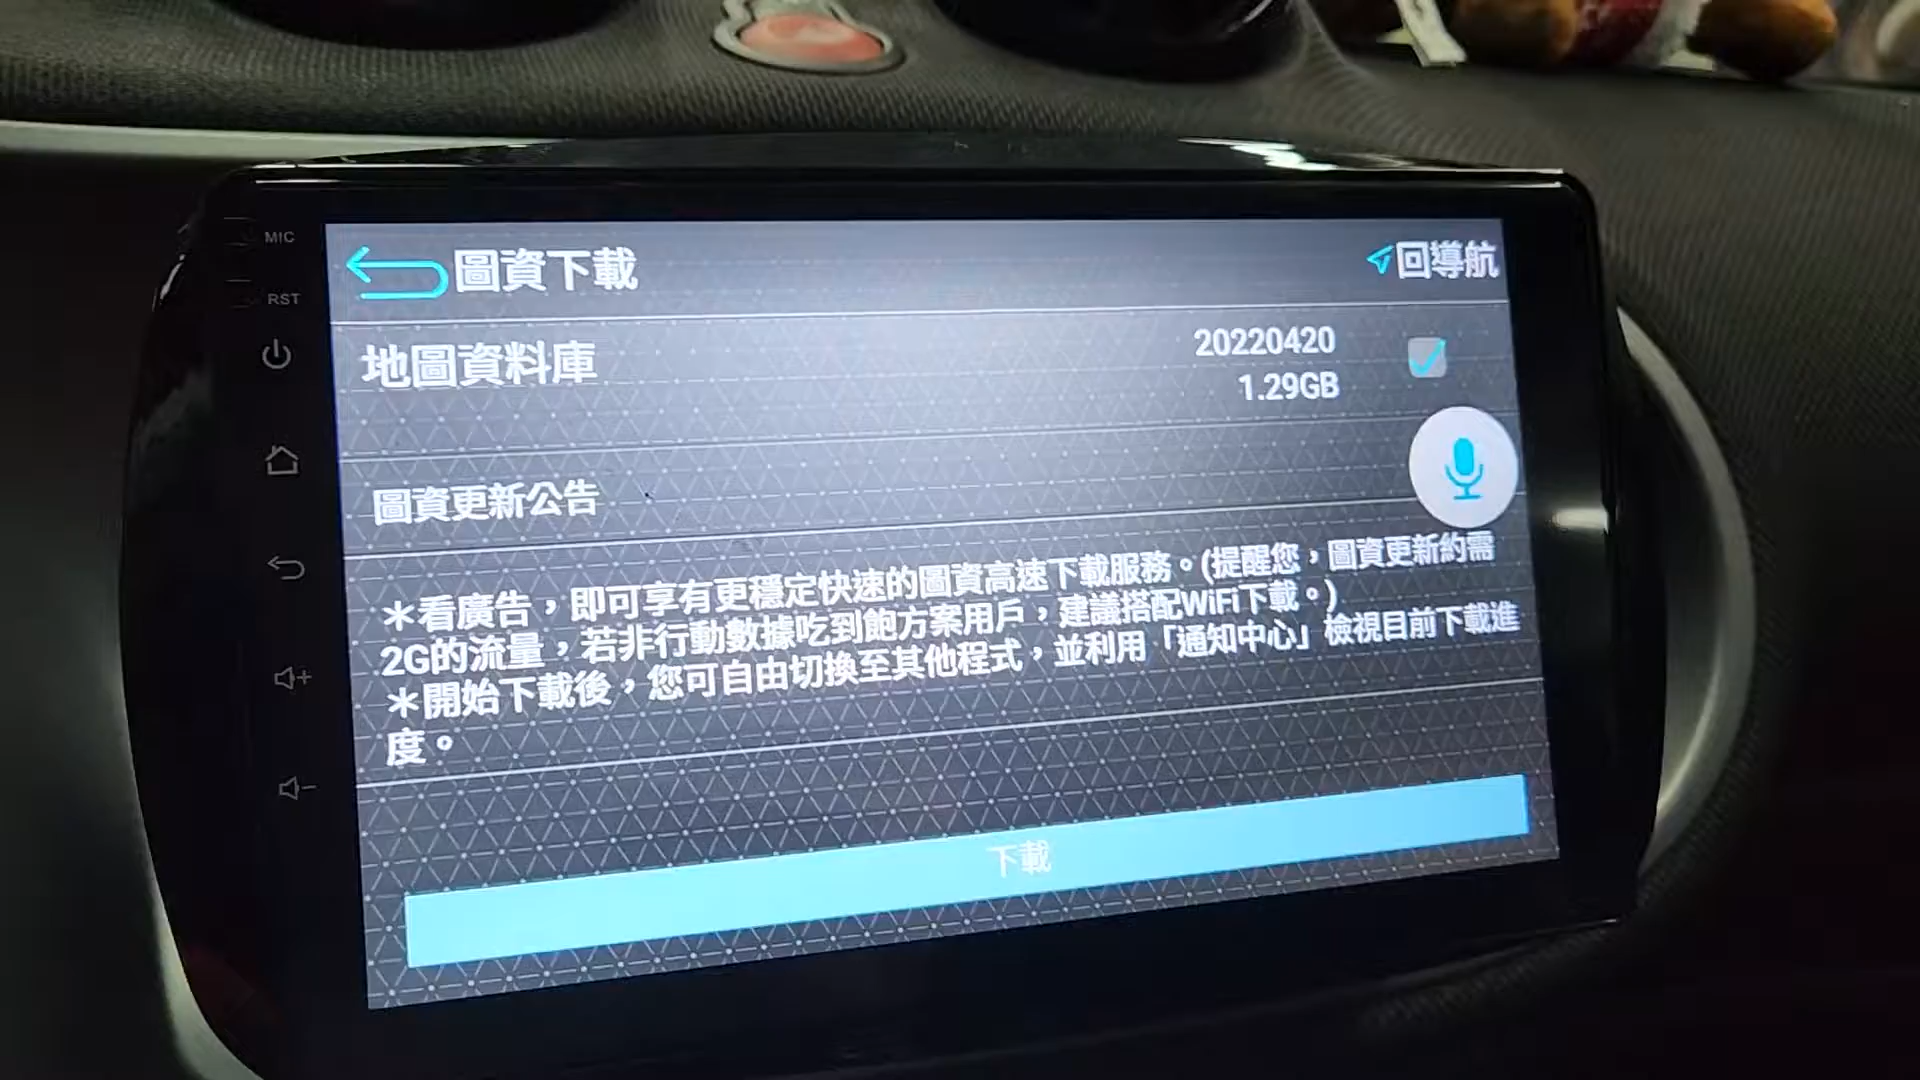 MIC
RST
圖資下載
回導航
地圖資料庫
20220420
1.29GB
圖資更新公告
＊看廣告，即可享有更穩定快速的圖資高速下載服務。(提醒您，圖資更新約需
2G的流量，若非行動數據吃到飽方案用戶，建議搭配WiFi下載。)
＊開始下載後，您可自由切換至其他程式，並利用「通知中心」檢視目前下載進
度。
下載